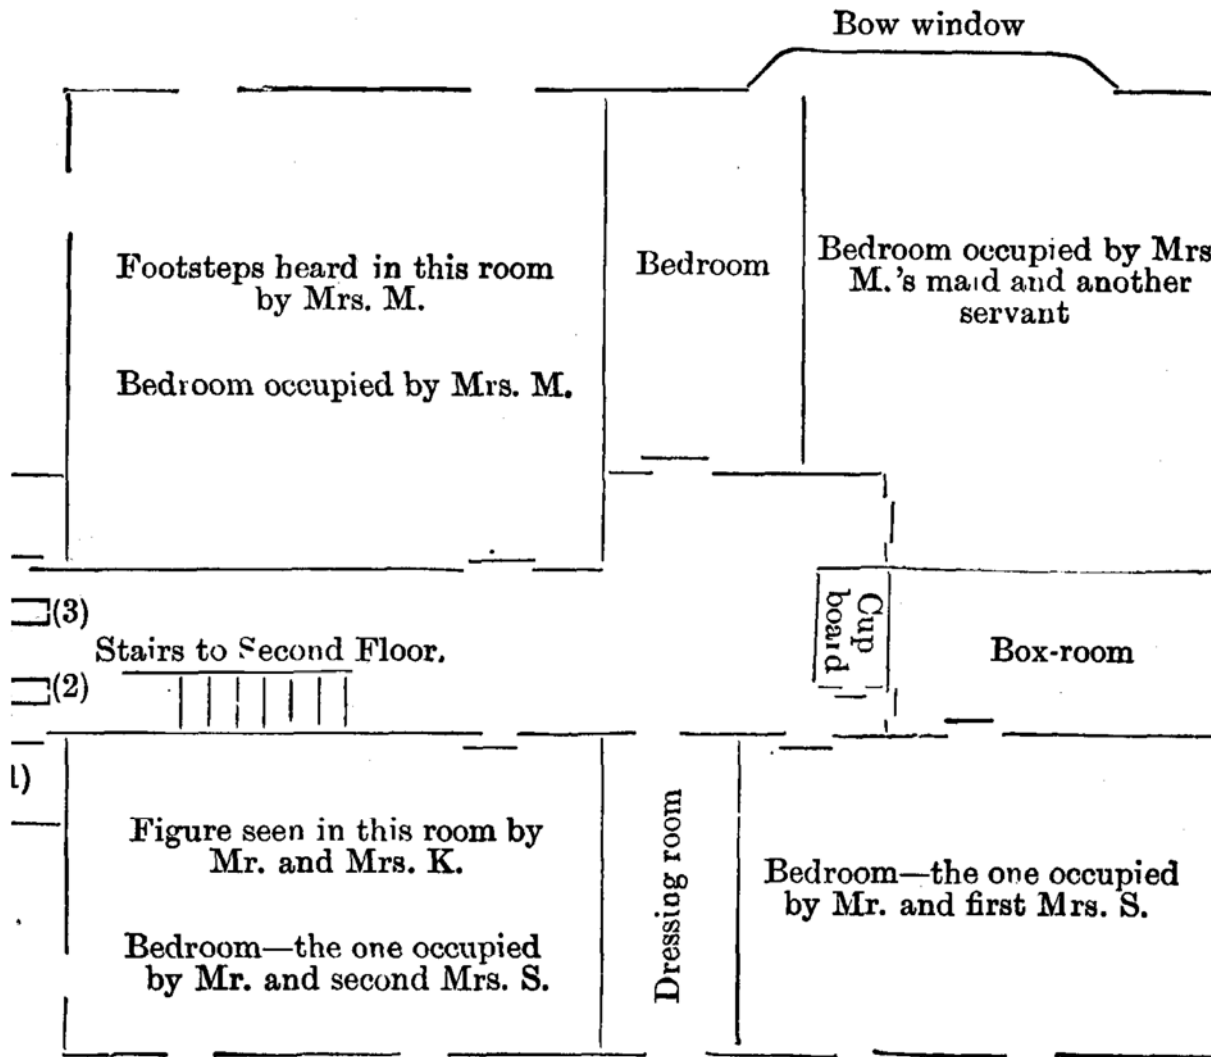 Bow window
Footsteps heard in this room
by Mrs. M.
Bedroom occupied by Mrs. M.
Bedroom
Bedroom occupied by Mrs
M.'s maid and another
servant
(3)
Stairs to Second Floor.
(2)
Cup
board
Box-room
Figure seen in this room by
Mr. and Mrs. K.
Bedroom—the one occupied
by Mr. and second Mrs. S.
Dressing room
Bedroom—the one occupied
by Mr. and first Mrs. S.